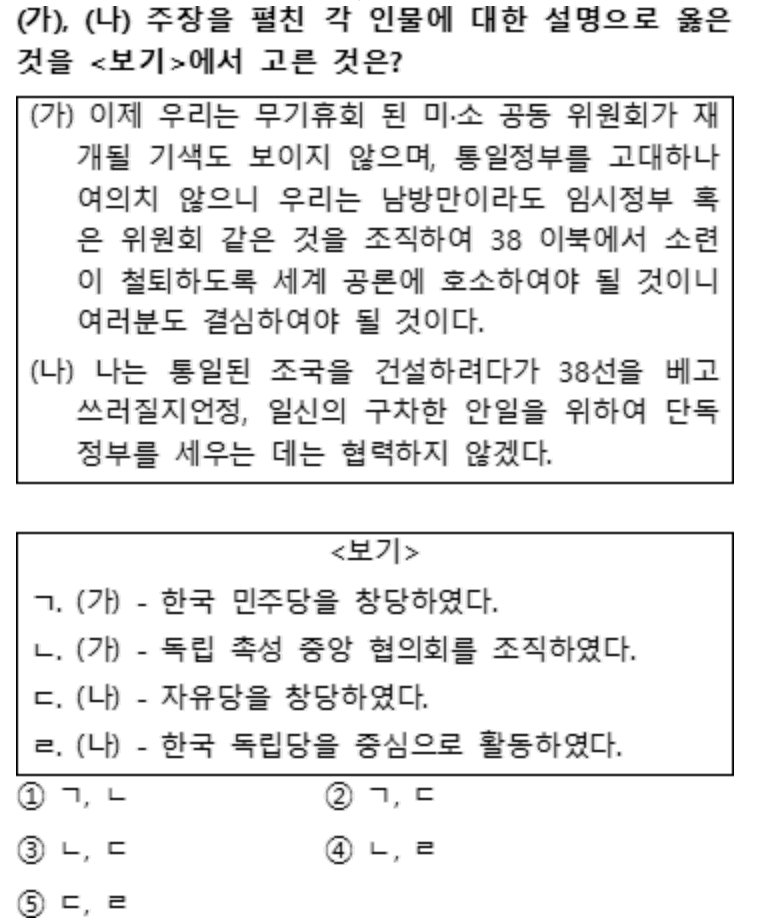 (가), (나) 주장을 펼친 각 인물에 대한 설명으로 옳은
것을 <보기>에서 고른 것은?
(가) 이제 우리는 무기휴회 된 미·소 공동 위원회가 재
개될 기색도 보이지 않으며, 통일정부를 고대하나
여의치 않으니 우리는 남방만이라도 임시정부 혹
은 위원회 같은 것을 조직하여 38 이북에서 소련
이 철퇴하도록 세계 공론에 호소하여야 될 것이니
여러분도 결심하여야 될 것이다.
(나) 나는 통일된 조국을 건설하려다가 38선을 베고
쓰러질지언정, 일신의 구차한 안일을 위하여 단독
정부를 세우는 데는 협력하지 않겠다.
<보기>
ㄱ. (가) - 한국 민주당을 창당하였다.
ㄴ. (가) - 독립 촉성 중앙 협의회를 조직하였다.
ㄷ. (나) - 자유당을 창당하였다.
ㄹ. (나) - 한국 독립당을 중심으로 활동하였다.
① ㄱ, ㄴ ② ㄱ, ㄷ
③ ㄴ, ㄷ ④ ㄴ, ㄹ
⑤ ㄷ, ㄹ